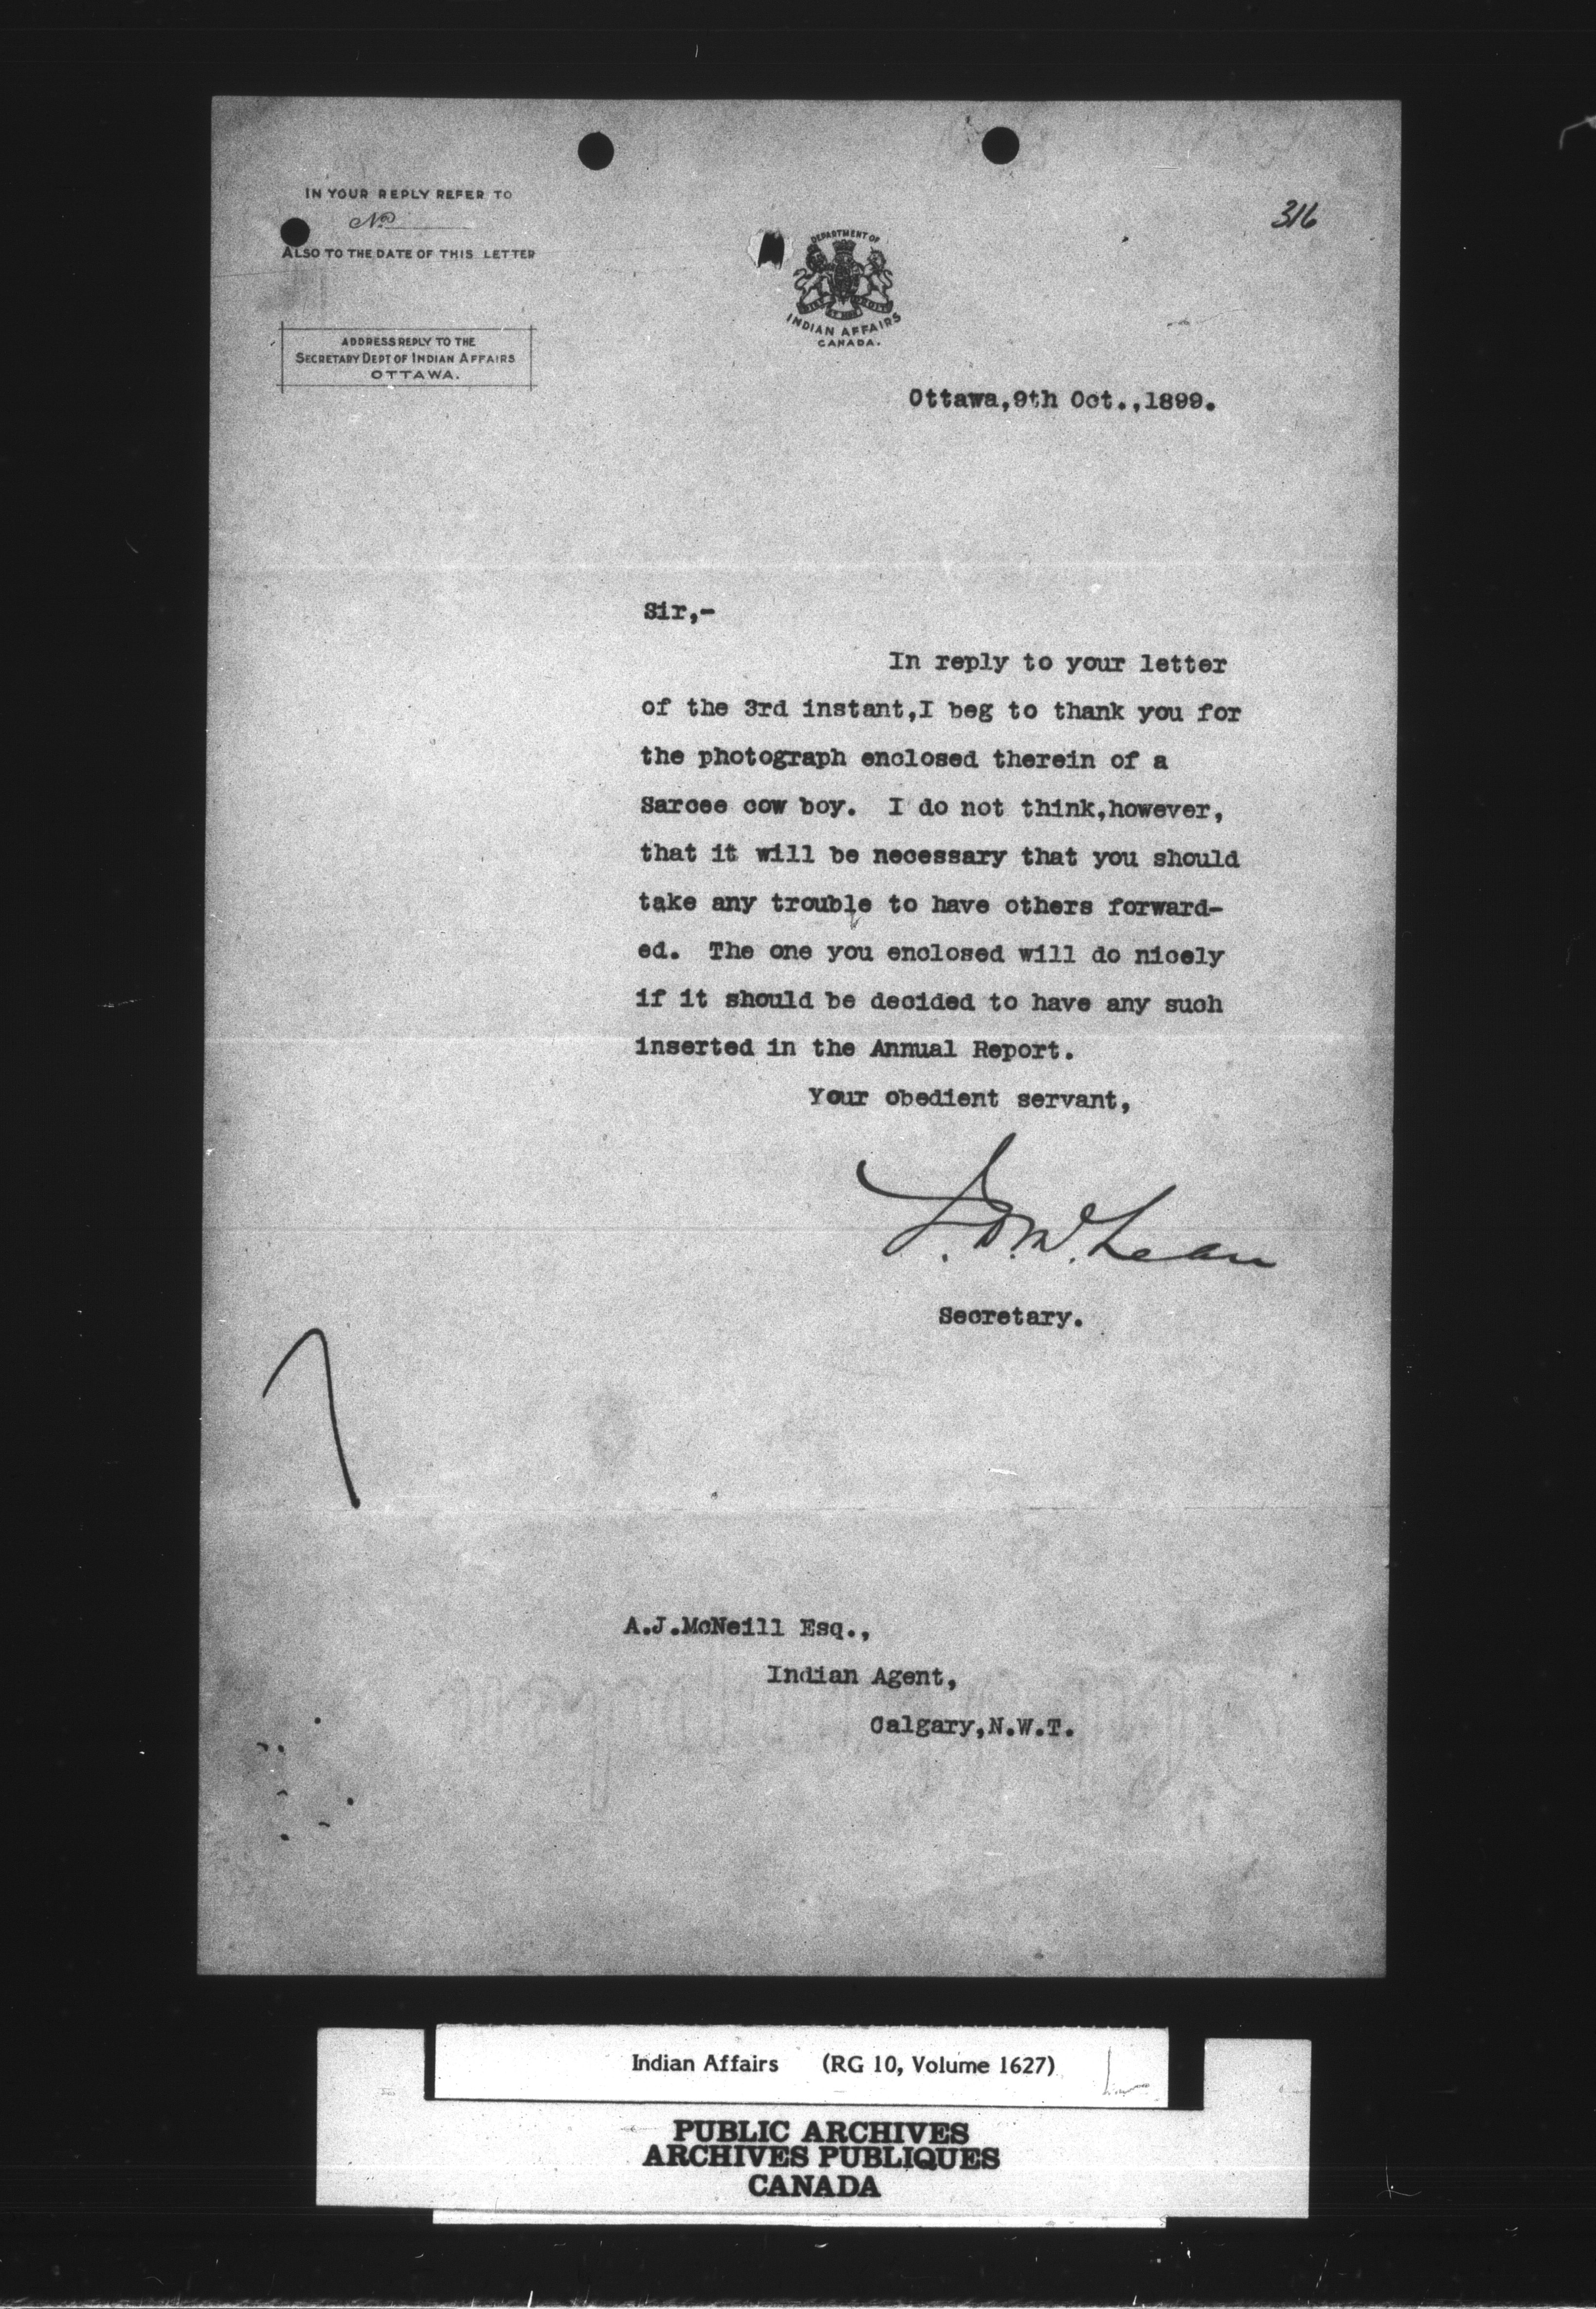 IN YOUR REPLY REFER TO
No.
ALSO TO THE DATE OF THIS LETTER
ADDRESS REPLY TO THE
SECRETARY DEPT OF INDIAN AFFAIRS
OTTAWA.
316
DEPARTMENT OF
INDIAN AFFAIRS
CANADA.
Ottawa,9th Oct.,1899.
Sir,-
In reply to your letter
of the 3rd instant,I beg to thank you for
the photograph enclosed therein of a
Sarcee cow boy. I do not think,however,
that it will be necessary that you should
take any trouble to have others forward-
ed. The one you enclosed will do nicely
if it should be decided to have any such
inserted in the Annual Report.
Your obedient servant,
J. D. McLean
Secretary.
A.J.McNeill Esq.,
Indian Agent,
Calgary,N.W.T.
Indian Affairs (RG 10, Volume 1627)
PUBLIC ARCHIVES
ARCHIVES PUBLIQUES
CANADA